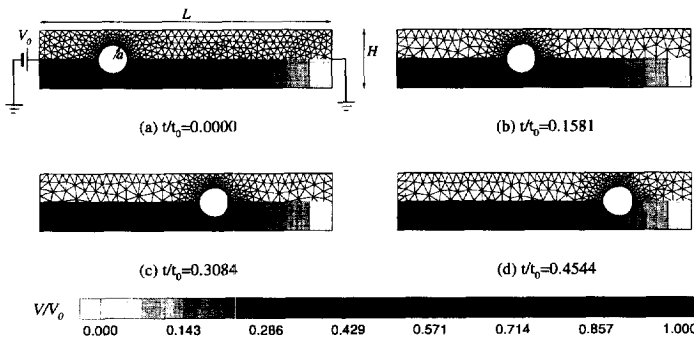 L
V₀
a
H
(a) t/t₀=0.0000
(b) t/t₀=0.1581
(c) t/t₀=0.3084
(d) t/t₀=0.4544
V/V₀
0.000 0.143 0.286 0.429 0.571 0.714 0.857 1.000